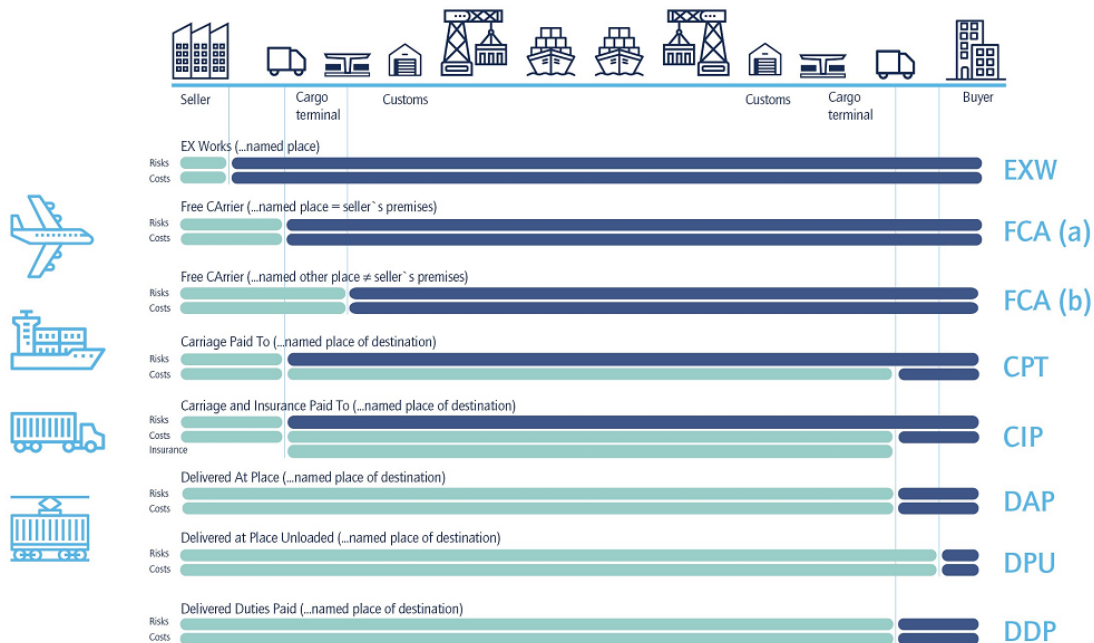 Seller
Cargo
terminal
Customs
Customs
Cargo
terminal
Buyer
EX Works (...named place)
Risks
Costs
EXW
Free CArrier (...named place = seller`s premises)
Risks
Costs
FCA (a)
Free CArrier (...named other place ≠ seller`s premises)
Risks
Costs
FCA (b)
Carriage Paid To (...named place of destination)
Risks
Costs
CPT
Carriage and Insurance Paid To (...named place of destination)
Risks
Costs
Insurance
CIP
Delivered At Place (...named place of destination)
Risks
Costs
DAP
Delivered at Place Unloaded (...named place of destination)
Risks
Costs
DPU
Delivered Duties Paid (...named place of destination)
Risks
Costs
DDP